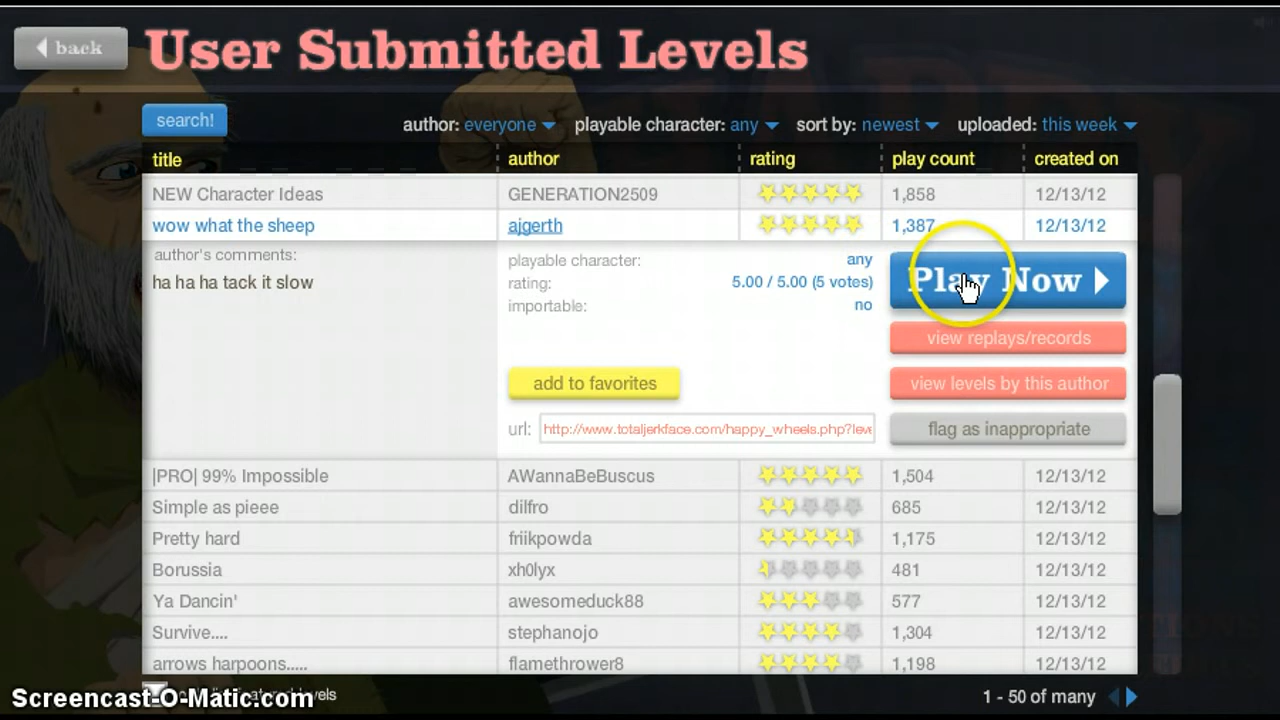 back
User Submitted Levels
search!
author: everyone playable character: any sort by: newest uploaded: this week
title author rating play count created on
NEW Character Ideas GENERATION2509 1,858 12/13/12
wow what the sheep ajgerth 1,387 12/13/12
author's comments:
ha ha ha tack it slow
playable character: any
rating: 5.00 / 5.00 (5 votes)
importable: no
Play Now
view replays/records
add to favorites
view levels by this author
url: http://www.totaljerkface.com/happy_wheels.php?leve
flag as inappropriate
|PRO| 99% Impossible AWannaBeBuscus 1,504 12/13/12
Simple as pieee dilfro 685 12/13/12
Pretty hard friikpowda 1,175 12/13/12
Borussia xh0lyx 481 12/13/12
Ya Dancin' awesomeduck88 577 12/13/12
Survive.... stephanojo 1,304 12/13/12
arrows harpoons..... flamethrower8 1,198 12/13/12
levels
Screencast-O-Matic.com
1 - 50 of many